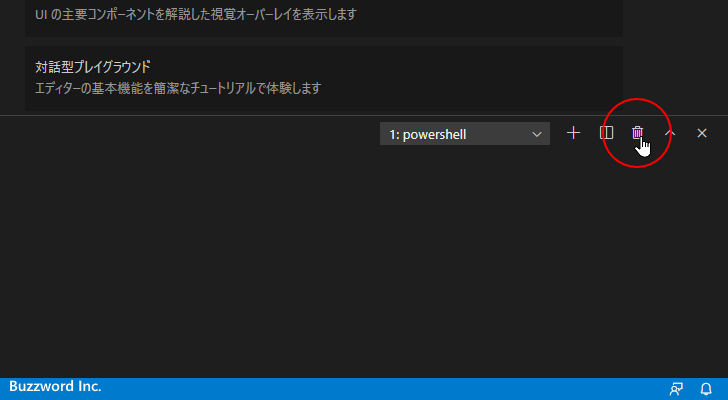 UI の主要コンポーネントを解説した視覚オーバーレイを表示します
対話型プレイグラウンド
エディターの基本機能を簡潔なチュートリアルで体験します
1: powershell
Buzzword Inc.